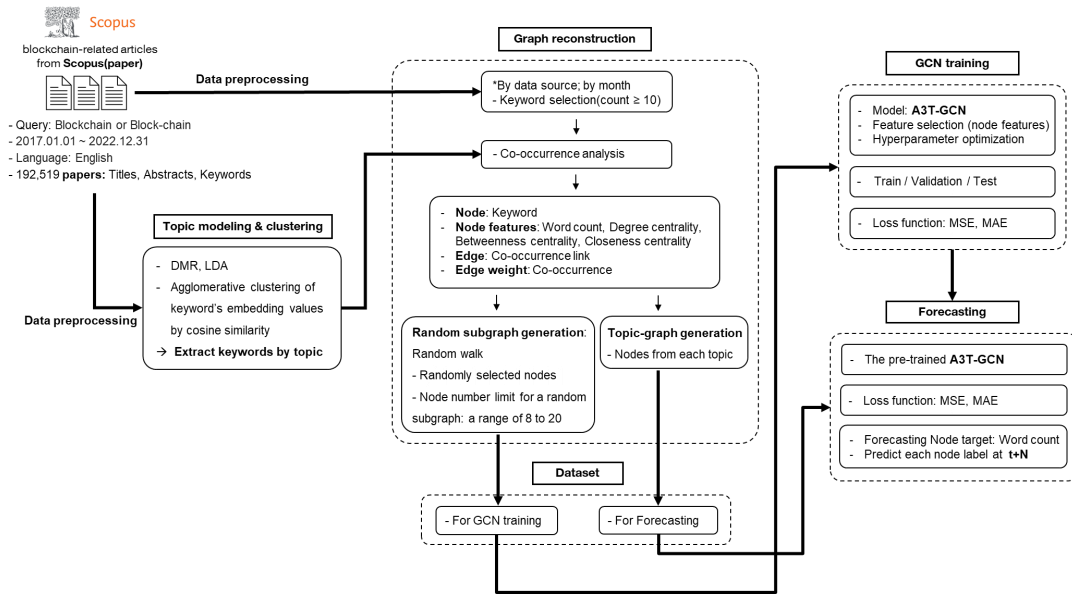 Scopus
blockchain-related articles
from Scopus(paper)
- Query: Blockchain or Block-chain
- 2017.01.01 ~ 2022.12.31
- Language: English
- 192,519 papers: Titles, Abstracts, Keywords
Data preprocessing
Data preprocessing
Topic modeling & clustering
- DMR, LDA
- Agglomerative clustering of
keyword's embedding values
by cosine similarity
→ Extract keywords by topic
Graph reconstruction
*By data source; by month
- Keyword selection(count ≥ 10)
- Co-occurrence analysis
- Node: Keyword
- Node features: Word count, Degree centrality,
Betweenness centrality, Closeness centrality
- Edge: Co-occurrence link
- Edge weight: Co-occurrence
Random subgraph generation:
Random walk
- Randomly selected nodes
- Node number limit for a random
subgraph: a range of 8 to 20
Topic-graph generation
- Nodes from each topic
Dataset
- For GCN training
- For Forecasting
GCN training
- Model: A3T-GCN
- Feature selection (node features)
- Hyperparameter optimization
- Train / Validation / Test
- Loss function: MSE, MAE
Forecasting
- The pre-trained A3T-GCN
- Loss function: MSE, MAE
- Forecasting Node target: Word count
- Predict each node label at t+N